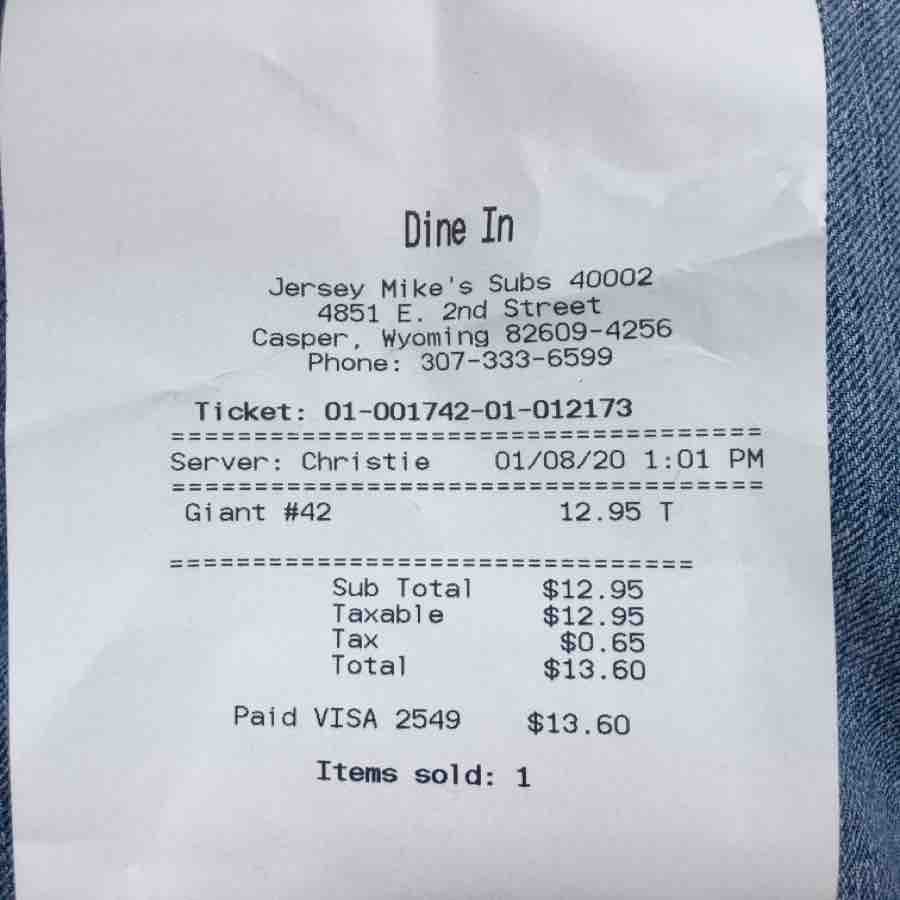 Dine In
Jersey Mike's Subs 40002
4851 E. 2nd Street
Casper, Wyoming 82609-4256
Phone: 307-333-6599
Ticket: 01-001742-01-012173
====================================
Server: Christie 01/08/20 1:01 PM
====================================
Giant #42 12.95 T
================================
Sub Total $12.95
Taxable $12.95
Tax $0.65
Total $13.60
Paid VISA 2549 $13.60
Items sold: 1